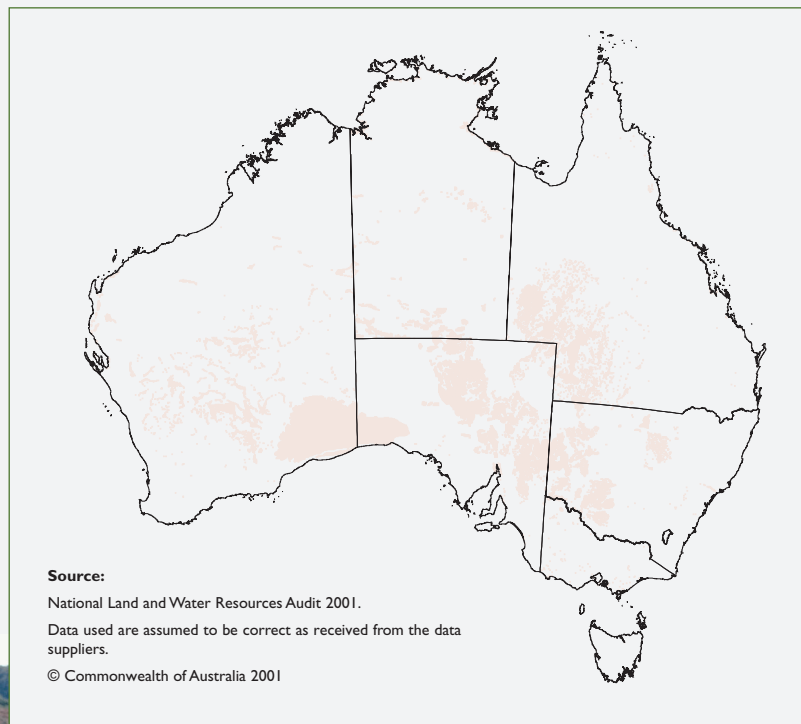 Source:
National Land and Water Resources Audit 2001.
Data used are assumed to be correct as received from the data
suppliers.
© Commonwealth of Australia 2001